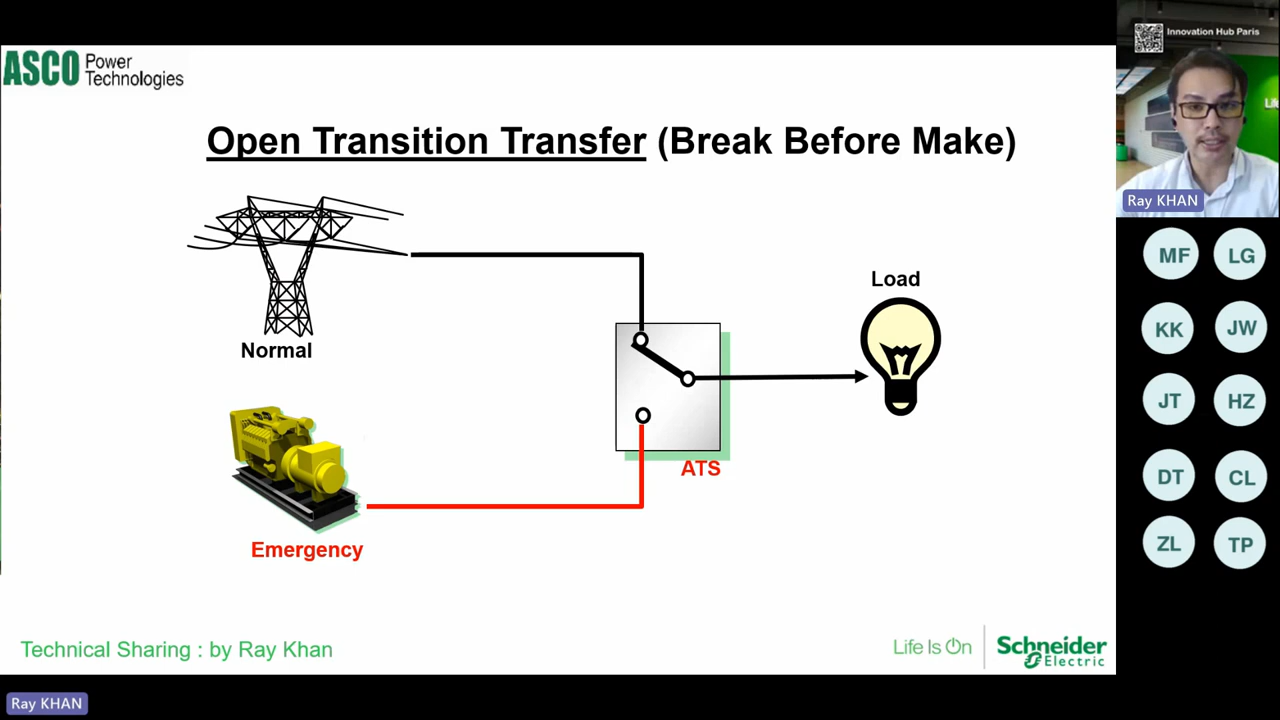 ASCO Power
Technologies
Open Transition Transfer (Break Before Make)
Normal
Load
ATS
Emergency
Technical Sharing : by Ray Khan
Life Is On
Schneider
Electric
Innovation Hub Paris
Ray KHAN
MF LG
KK JW
JT HZ
DT CL
ZL TP
Ray KHAN